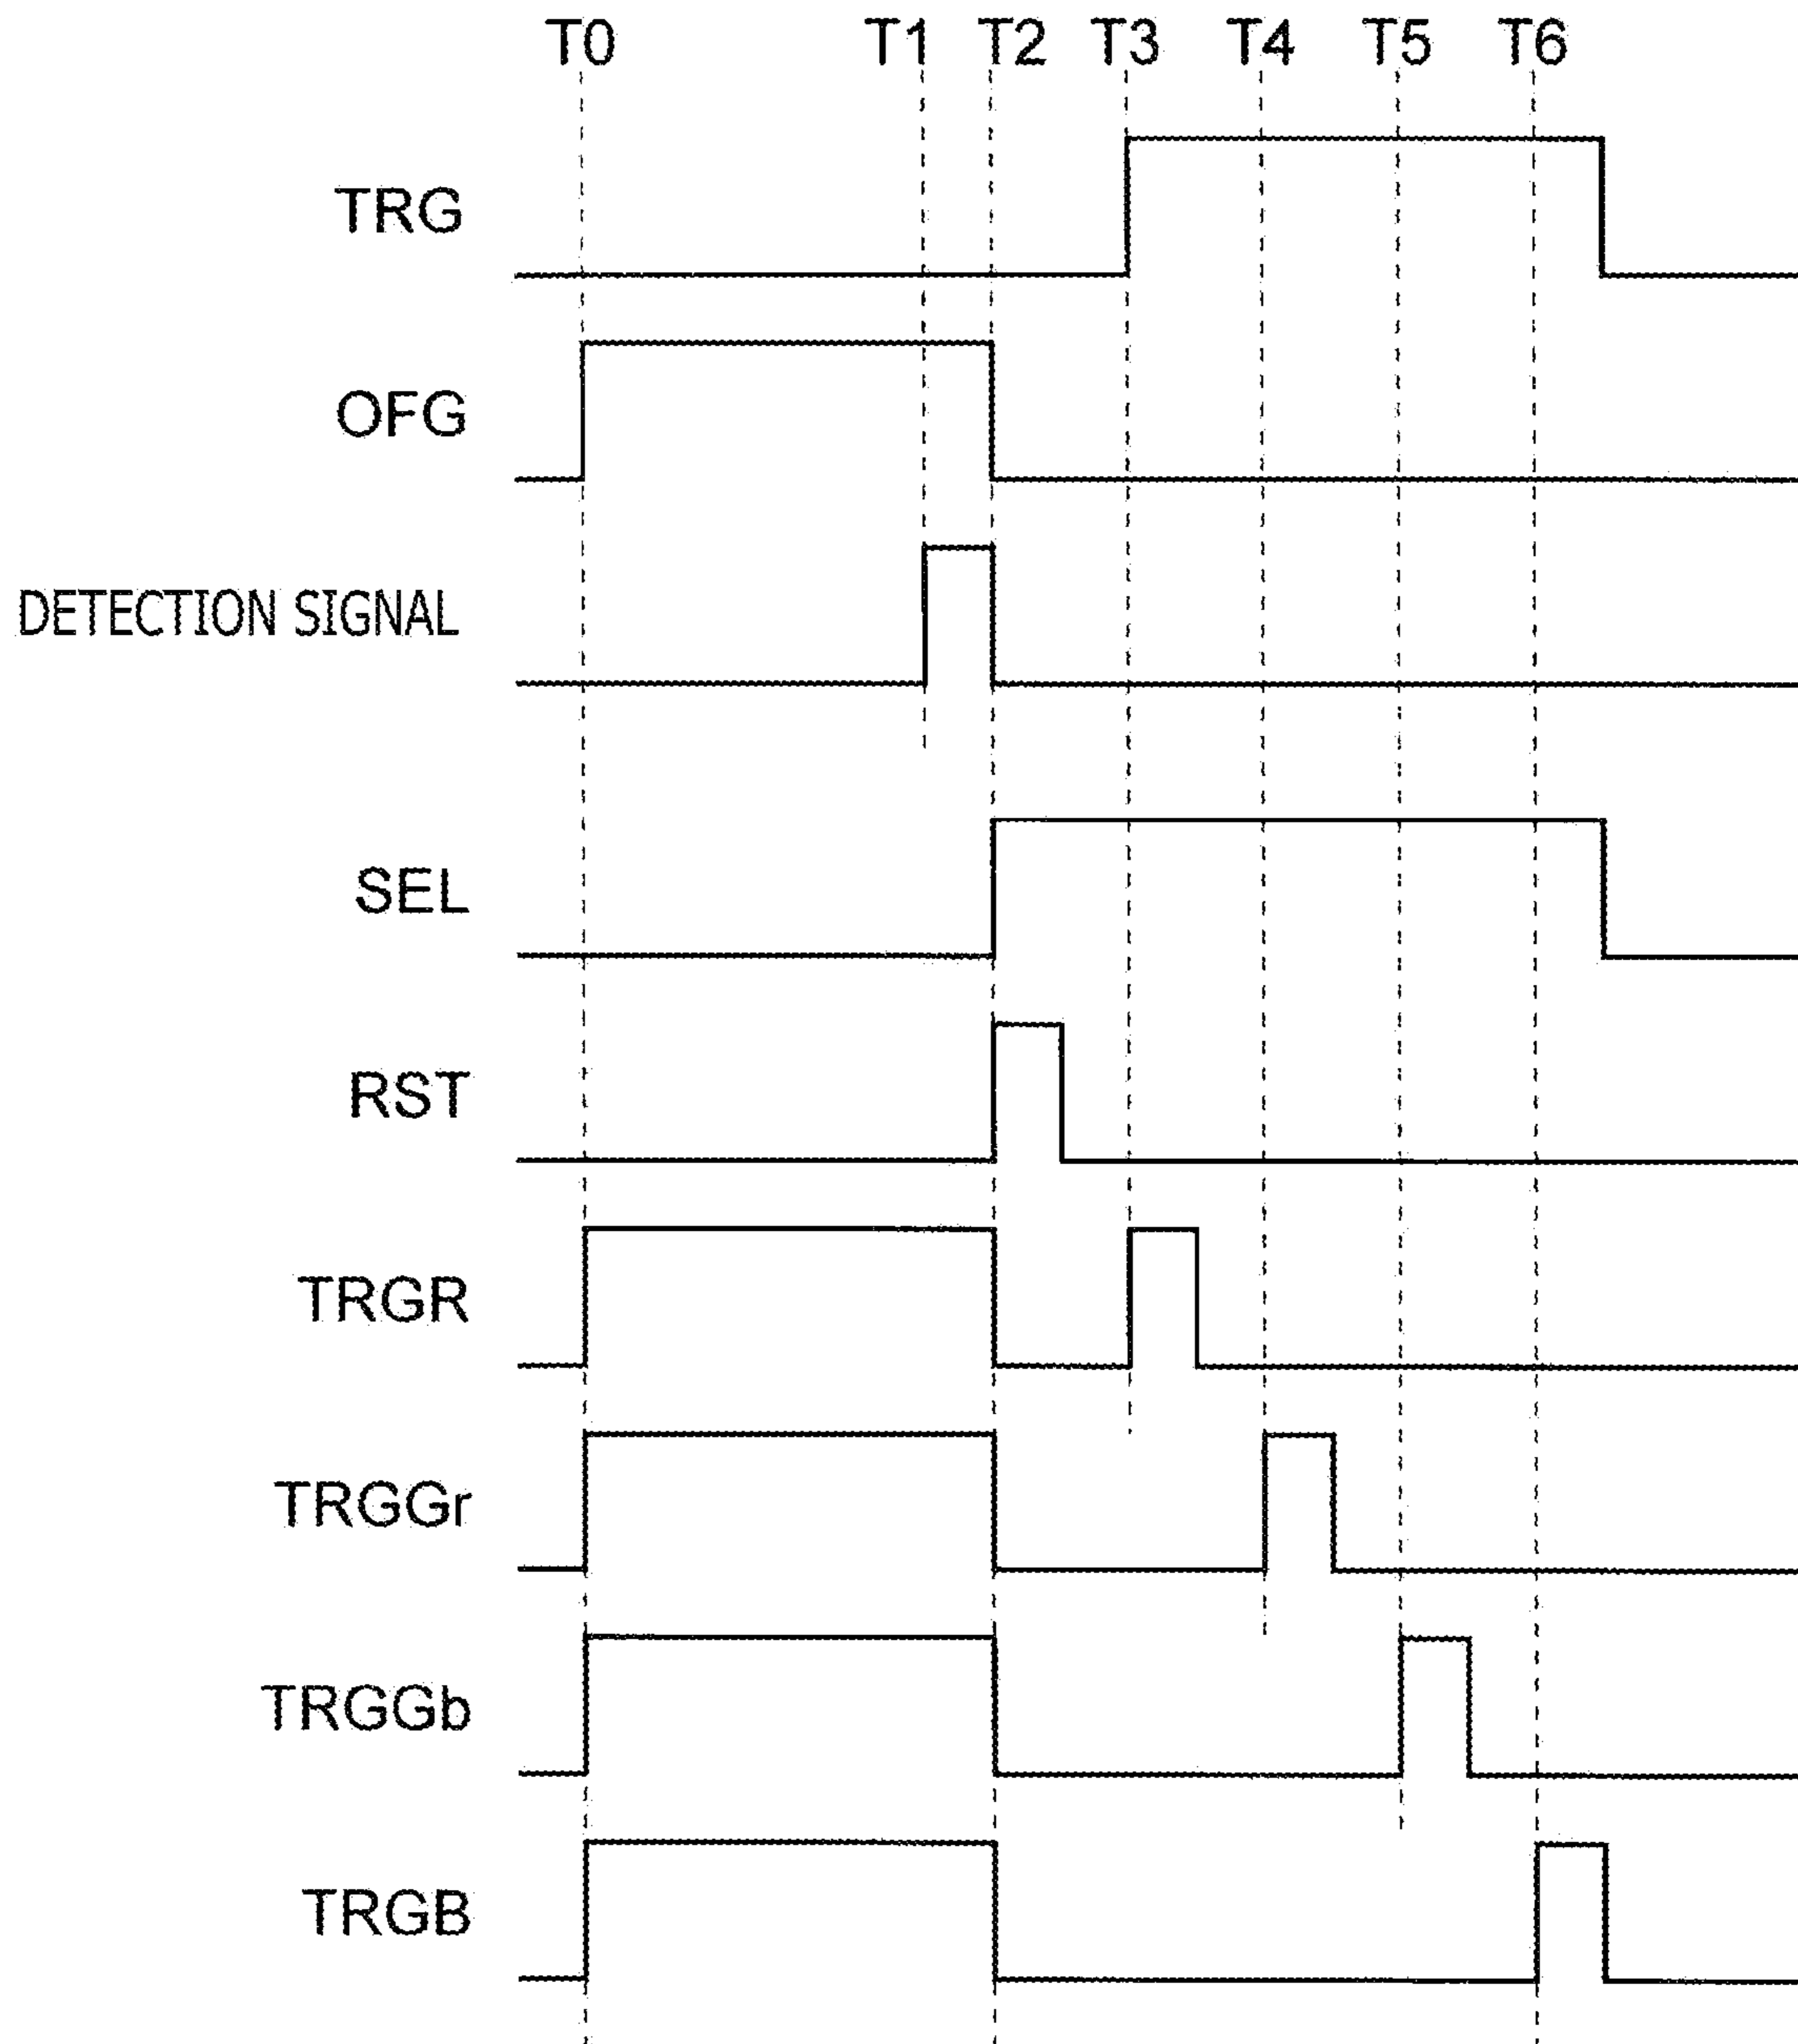 T0 T1 T2 T3 T4 T5 T6
TRG
OFG
DETECTION SIGNAL
SEL
RST
TRGR
TRGGr
TRGGb
TRGB